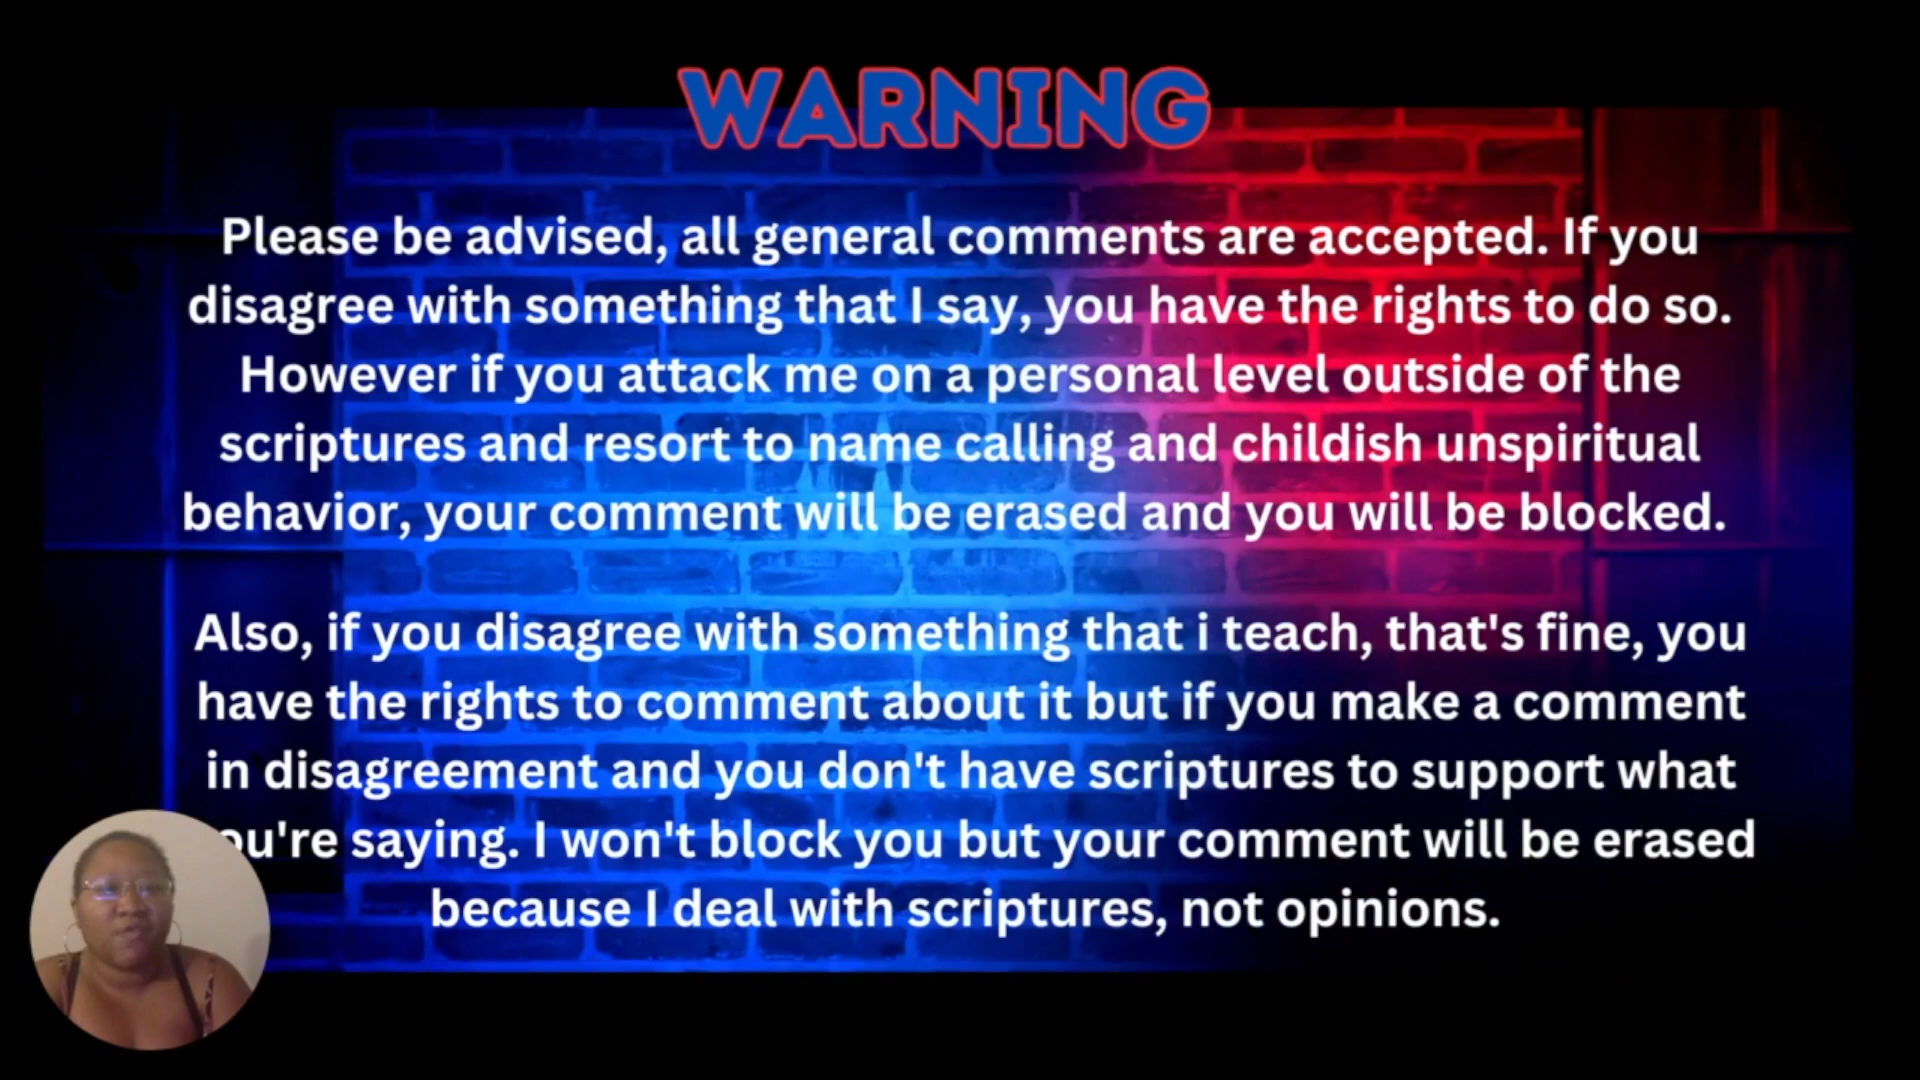 WARNING
Please be advised, all general comments are accepted. If you
disagree with something that I say, you have the rights to do so.
However if you attack me on a personal level outside of the
scriptures and resort to name calling and childish unspiritual
behavior, your comment will be erased and you will be blocked.
Also, if you disagree with something that i teach, that's fine, you
have the rights to comment about it but if you make a comment
in disagreement and you don't have scriptures to support what
ou're saying. I won't block you but your comment will be erased
because I deal with scriptures, not opinions.